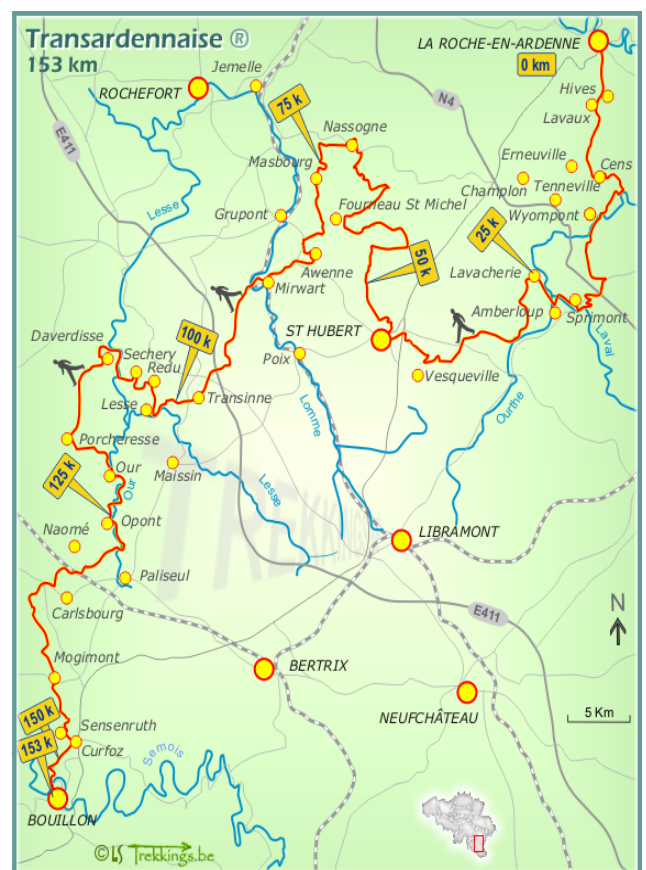 Transardennaise ®
153 km
LA ROCHE-EN-ARDENNE
0 km
Jemelle
ROCHEFORT
75 k
Hives
N4
Lavaux
Nassogne
E411
Masbourg
Erneuville
Cens
Champlon
Tenneville
Lesse
Grupont
Fourneau St Michel
Wyompont
25 k
50 k
Awenne
Lavacherie
Mirwart
Amberloup
Sprimont
ST HUBERT
100 k
Laval
Daverdisse
Sechery
Redu
Poix
Vesqueville
Transinne
Lesse
Lomme
Ourthe
Porcheresse
Our
Maissin
125 k
Our
Lesse
TREKKINGS
Opont
Naomé
LIBRAMONT
Paliseul
Carlsbourg
E411
N
Mogimont
BERTRIX
NEUFCHÂTEAU
5 Km
150 k
Sensenruth
153 k
Curfoz
Semois
BOUILLON
© LS Trekkings.be